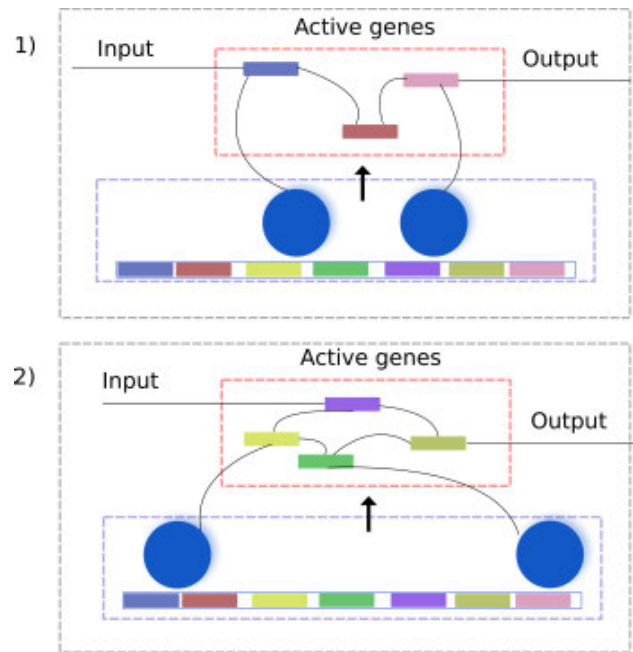 Active genes
1)
Input
Output
Active genes
2)
Input
Output